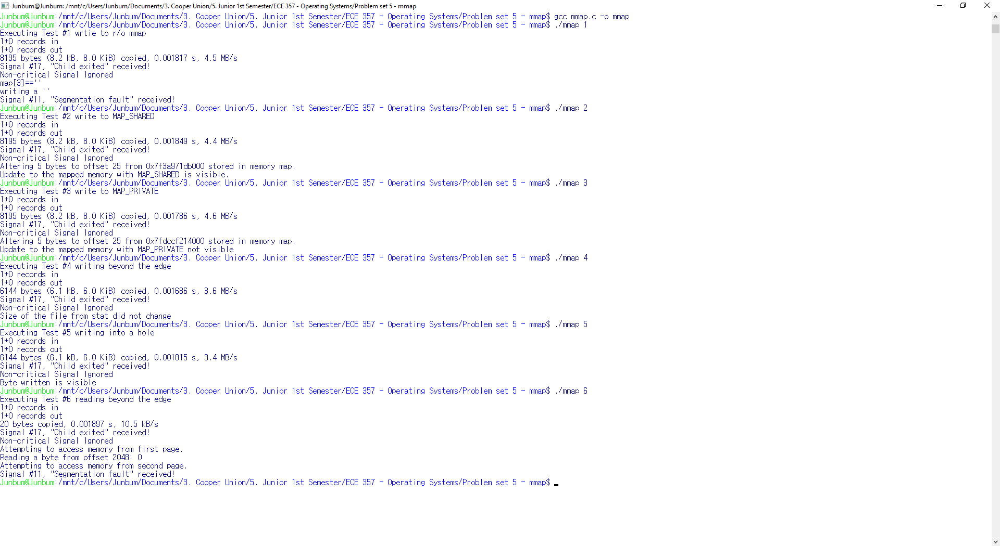 Junbum@Junbum: /mnt/c/Users/Junbum/Documents/3. Cooper Union/5. Junior 1st Semester/ECE 357 - Operating Systems/Problem set 5 - mmap
Junbum@Junbum:/mnt/c/Users/Junbum/Documents/3. Cooper Union/5. Junior 1st Semester/ECE 357 - Operating Systems/Problem set 5 - mmap$ gcc mmap.c -o mmap
Junbum@Junbum:/mnt/c/Users/Junbum/Documents/3. Cooper Union/5. Junior 1st Semester/ECE 357 - Operating Systems/Problem set 5 - mmap$ ./mmap 1
Executing Test #1 wrtie to r/o mmap
1+0 records in
1+0 records out
8195 bytes (8.2 kB, 8.0 KiB) copied, 0.001817 s, 4.5 MB/s
Signal #17, "Child exited" received!
Non-critical Signal Ignored
map[3]==''
writing a ''
Signal #11, "Segmentation fault" received!
Junbum@Junbum:/mnt/c/Users/Junbum/Documents/3. Cooper Union/5. Junior 1st Semester/ECE 357 - Operating Systems/Problem set 5 - mmap$ ./mmap 2
Executing Test #2 write to MAP_SHARED
1+0 records in
1+0 records out
8195 bytes (8.2 kB, 8.0 KiB) copied, 0.001849 s, 4.4 MB/s
Signal #17, "Child exited" received!
Non-critical Signal Ignored
Altering 5 bytes to offset 25 from 0x7f3a971db000 stored in memory map.
Update to the mapped memory with MAP_SHARED is visible.
Junbum@Junbum:/mnt/c/Users/Junbum/Documents/3. Cooper Union/5. Junior 1st Semester/ECE 357 - Operating Systems/Problem set 5 - mmap$ ./mmap 3
Executing Test #3 write to MAP_PRIVATE
1+0 records in
1+0 records out
8195 bytes (8.2 kB, 8.0 KiB) copied, 0.001786 s, 4.6 MB/s
Signal #17, "Child exited" received!
Non-critical Signal Ignored
Altering 5 bytes to offset 25 from 0x7fdccf214000 stored in memory map.
Update to the mapped memory with MAP_PRIVATE not visible
Junbum@Junbum:/mnt/c/Users/Junbum/Documents/3. Cooper Union/5. Junior 1st Semester/ECE 357 - Operating Systems/Problem set 5 - mmap$ ./mmap 4
Executing Test #4 writing beyond the edge
1+0 records in
1+0 records out
6144 bytes (6.1 kB, 6.0 KiB) copied, 0.001686 s, 3.6 MB/s
Signal #17, "Child exited" received!
Non-critical Signal Ignored
Size of the file from stat did not change
Junbum@Junbum:/mnt/c/Users/Junbum/Documents/3. Cooper Union/5. Junior 1st Semester/ECE 357 - Operating Systems/Problem set 5 - mmap$ ./mmap 5
Executing Test #5 writing into a hole
1+0 records in
1+0 records out
6144 bytes (6.1 kB, 6.0 KiB) copied, 0.001815 s, 3.4 MB/s
Signal #17, "Child exited" received!
Non-critical Signal Ignored
Byte written is visible
Junbum@Junbum:/mnt/c/Users/Junbum/Documents/3. Cooper Union/5. Junior 1st Semester/ECE 357 - Operating Systems/Problem set 5 - mmap$ ./mmap 6
Executing Test #6 reading beyond the edge
1+0 records in
1+0 records out
20 bytes copied, 0.001897 s, 10.5 kB/s
Signal #17, "Child exited" received!
Non-critical Signal Ignored
Attempting to access memory from first page.
Reading a byte from offset 2048: 0
Attempting to access memory from second page.
Signal #11, "Segmentation fault" received!
Junbum@Junbum:/mnt/c/Users/Junbum/Documents/3. Cooper Union/5. Junior 1st Semester/ECE 357 - Operating Systems/Problem set 5 - mmap$